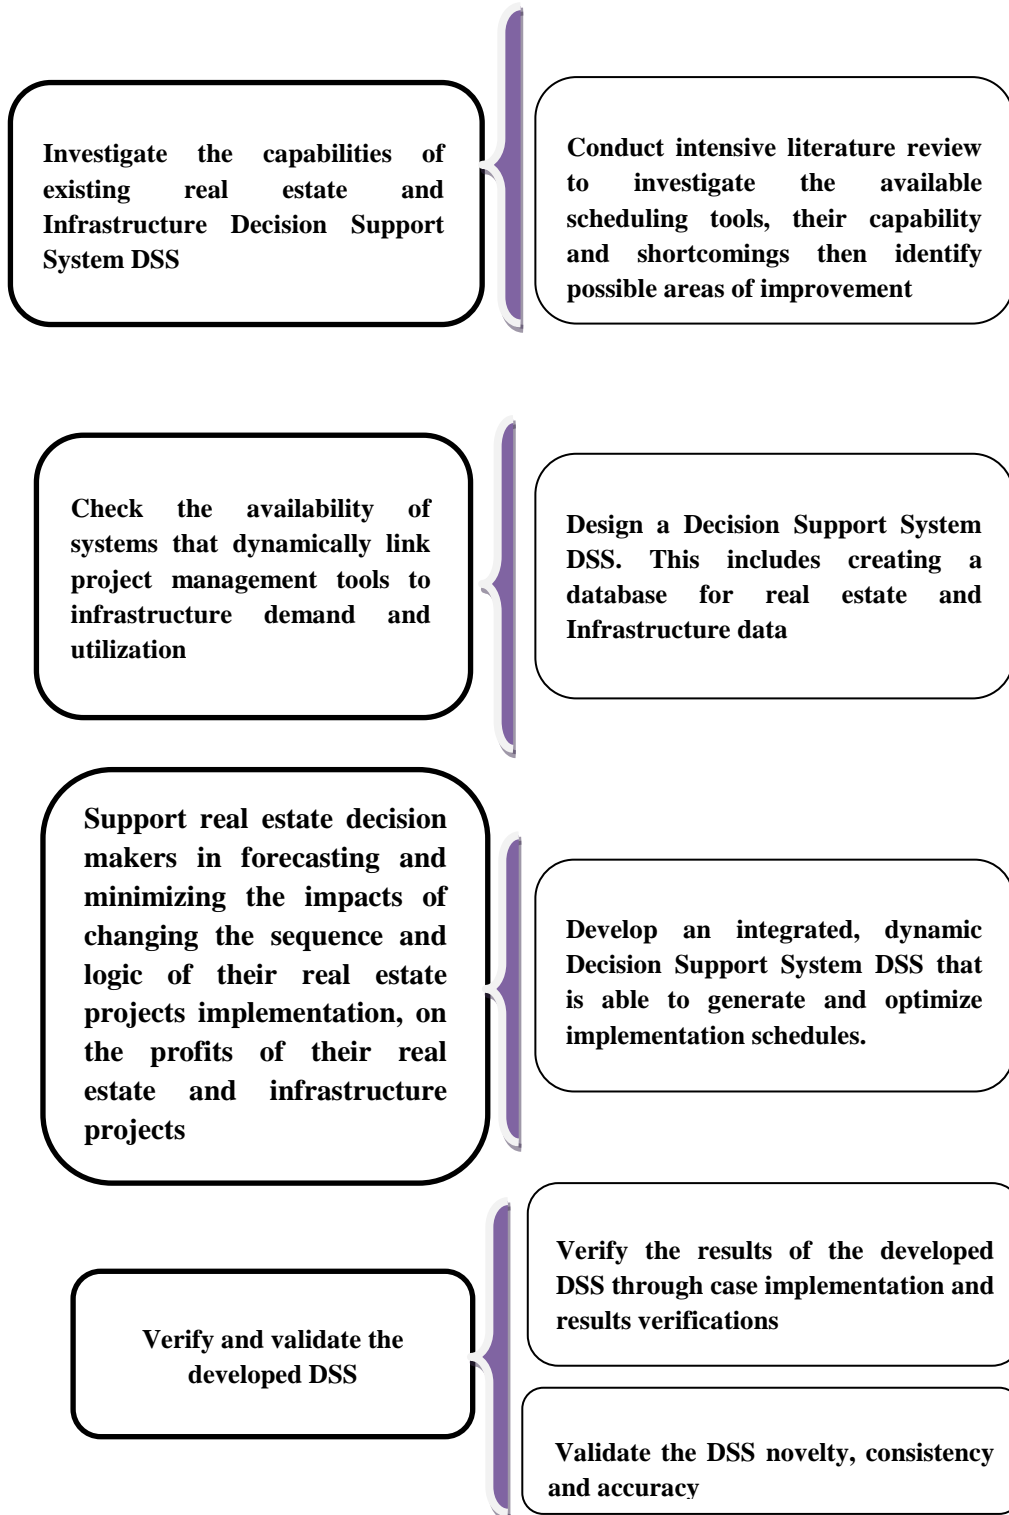 Investigate the capabilities of
existing real estate and
Infrastructure Decision Support
System DSS
Conduct intensive literature review
to investigate the available
scheduling tools, their capability
and shortcomings then identify
possible areas of improvement
Check the availability of
systems that dynamically link
project management tools to
infrastructure demand and
utilization
Design a Decision Support System
DSS. This includes creating a
database for real estate and
Infrastructure data
Support real estate decision
makers in forecasting and
minimizing the impacts of
changing the sequence and
logic of their real estate
projects implementation, on
the profits of their real
estate and infrastructure
projects
Develop an integrated, dynamic
Decision Support System DSS that
is able to generate and optimize
implementation schedules.
Verify and validate the
developed DSS
Verify the results of the developed
DSS through case implementation and
results verifications
Validate the DSS novelty, consistency
and accuracy